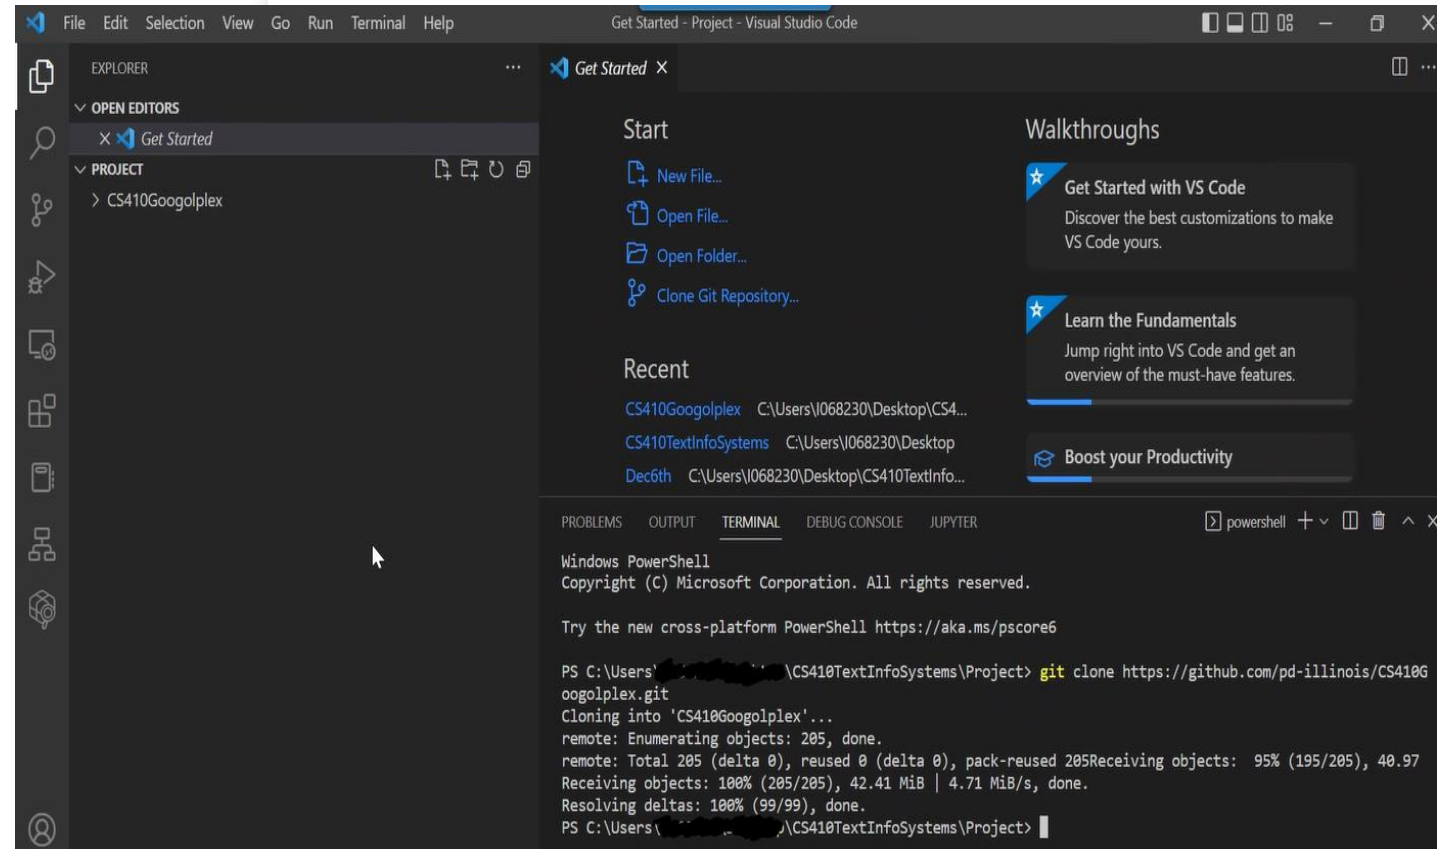 File Edit Selection View Go Run Terminal Help
Get Started - Project - Visual Studio Code
EXPLORER
OPEN EDITORS
Get Started
PROJECT
CS410Googolplex
Get Started
Start
New File...
Open File...
Open Folder...
Clone Git Repository...
Recent
CS410Googolplex C:\Users\I068230\Desktop\CS4...
CS410TextInfoSystems C:\Users\I068230\Desktop
Dec6th C:\Users\I068230\Desktop\CS410TextInfo...
Walkthroughs
Get Started with VS Code
Discover the best customizations to make
VS Code yours.
Learn the Fundamentals
Jump right into VS Code and get an
overview of the must-have features.
Boost your Productivity
PROBLEMS OUTPUT TERMINAL DEBUG CONSOLE JUPYTER
powershell
Windows PowerShell
Copyright (C) Microsoft Corporation. All rights reserved.
Try the new cross-platform PowerShell https://aka.ms/pscore6
PS C:\Users\ \CS410TextInfoSystems\Project> git clone https://github.com/pd-illinois/CS410G
oogolplex.git
Cloning into 'CS410Googolplex'...
remote: Enumerating objects: 205, done.
remote: Total 205 (delta 0), reused 0 (delta 0), pack-reused 205Receiving objects:  95% (195/205), 40.97
Receiving objects: 100% (205/205), 42.41 MiB | 4.71 MiB/s, done.
Resolving deltas: 100% (99/99), done.
PS C:\Users\ \CS410TextInfoSystems\Project>